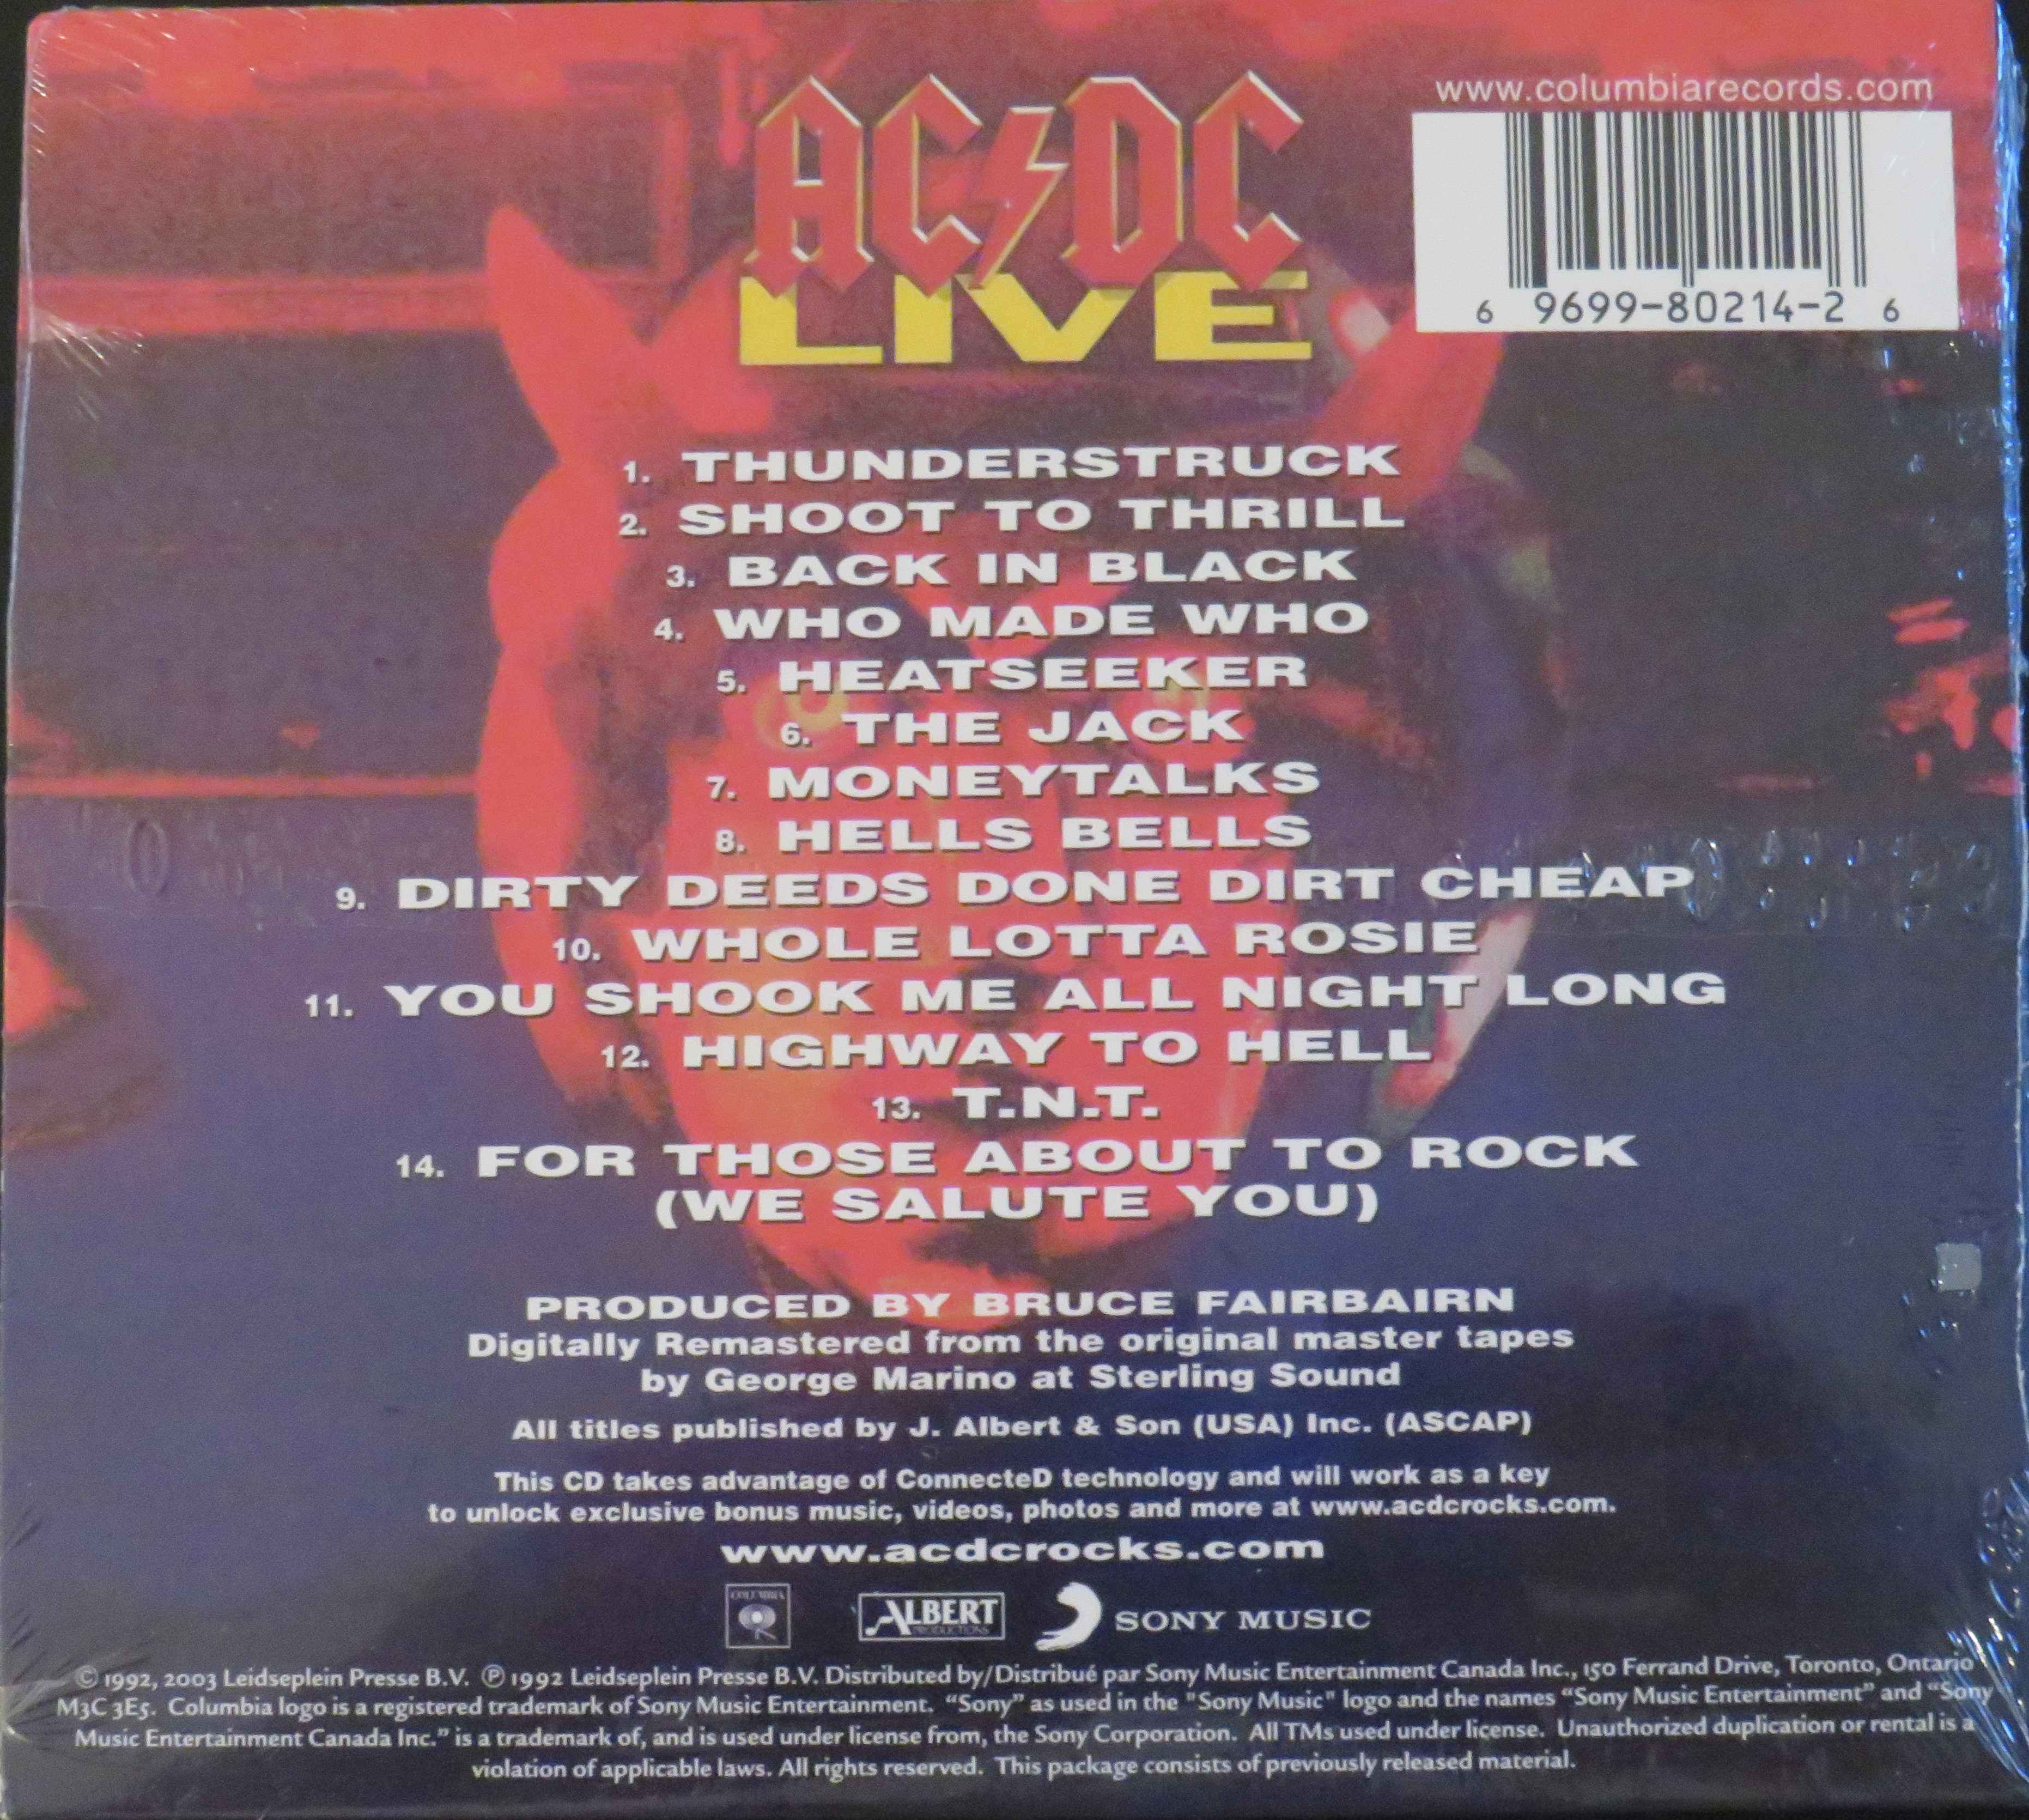 AC⚡DC
LIVE
www.columbiarecords.com
6 9699-80214-2 6
1. THUNDERSTRUCK
2. SHOOT TO THRILL
3. BACK IN BLACK
4. WHO MADE WHO
5. HEATSEEKER
6. THE JACK
7. MONEYTALKS
8. HELLS BELLS
9. DIRTY DEEDS DONE DIRT CHEAP
10. WHOLE LOTTA ROSIE
11. YOU SHOOK ME ALL NIGHT LONG
12. HIGHWAY TO HELL
13. T.N.T.
14. FOR THOSE ABOUT TO ROCK
(WE SALUTE YOU)
PRODUCED BY BRUCE FAIRBAIRN
Digitally Remastered from the original master tapes
by George Marino at Sterling Sound
All titles published by J. Albert & Son (USA) Inc. (ASCAP)
This CD takes advantage of ConnecteD technology and will work as a key
to unlock exclusive bonus music, videos, photos and more at www.acdcrocks.com.
www.acdcrocks.com
COLUMBIA
ALBERT
PRODUCTIONS
SONY MUSIC
© 1992, 2003 Leidseplein Presse B.V. ℗ 1992 Leidseplein Presse B.V. Distributed by/Distribué par Sony Music Entertainment Canada Inc., 150 Ferrand Drive, Toronto, Ontario
M3C 3E5. Columbia logo is a registered trademark of Sony Music Entertainment. “Sony” as used in the "Sony Music" logo and the names “Sony Music Entertainment” and “Sony
Music Entertainment Canada Inc.” is a trademark of, and is used under license from, the Sony Corporation. All TMs used under license. Unauthorized duplication or rental is a
violation of applicable laws. All rights reserved. This package consists of previously released material.